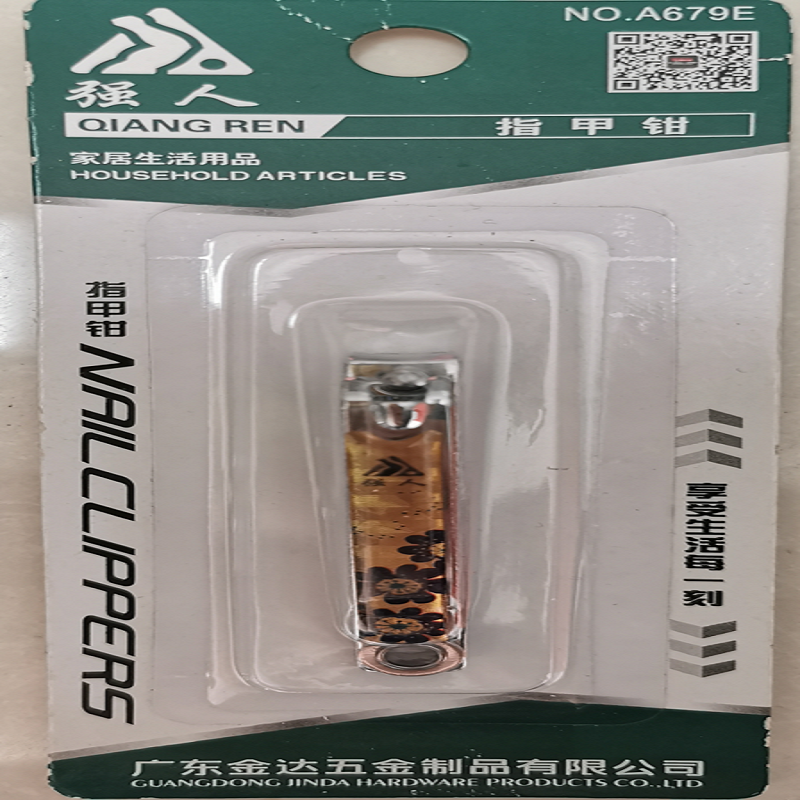 NO.A679E
强人
QIANG REN
指甲钳
家居生活用品
HOUSEHOLD ARTICLES
指甲钳 NAIL CLIPPERS
强人
享受生活每一刻
广东金达五金制品有限公司
GUANGDONG JINDA HARDWARE PRODUCTS CO.,LTD